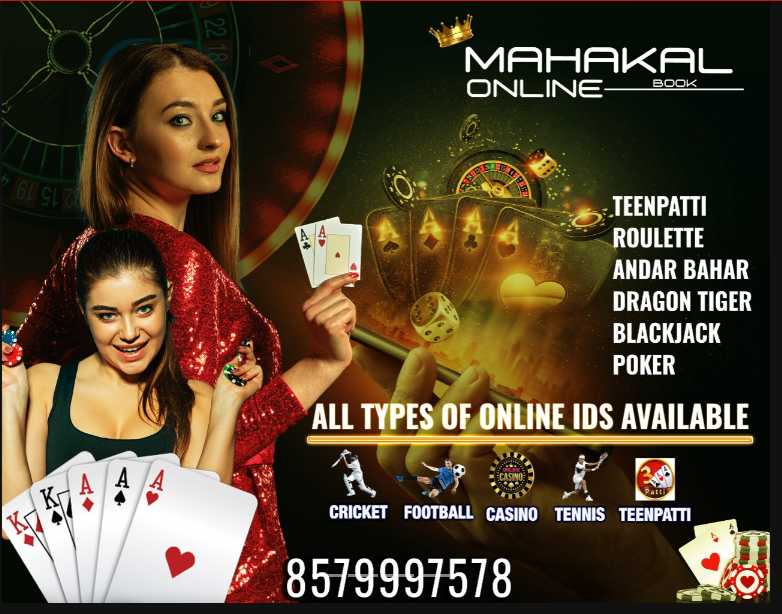 MAHAKAL
ONLINE BOOK
TEENPATTI
ROULETTE
ANDAR BAHAR
DRAGON TIGER
BLACKJACK
POKER
ALL TYPES OF ONLINE IDS AVAILABLE
CRICKET FOOTBALL CASINO TENNIS TEENPATTI
8579997578